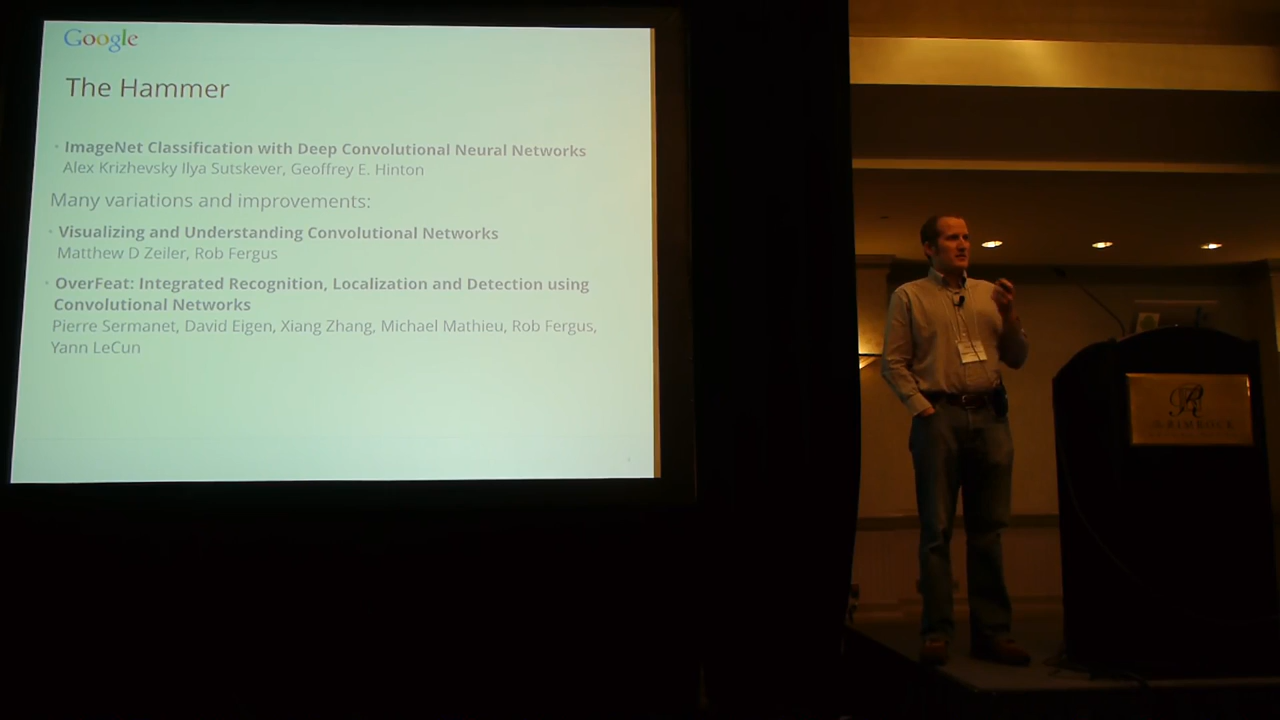 Google
The Hammer
• ImageNet Classification with Deep Convolutional Neural Networks
Alex Krizhevsky Ilya Sutskever, Geoffrey E. Hinton
Many variations and improvements:
• Visualizing and Understanding Convolutional Networks
Matthew D Zeiler, Rob Fergus
• OverFeat: Integrated Recognition, Localization and Detection using
Convolutional Networks
Pierre Sermanet, David Eigen, Xiang Zhang, Michael Mathieu, Rob Fergus,
Yann LeCun